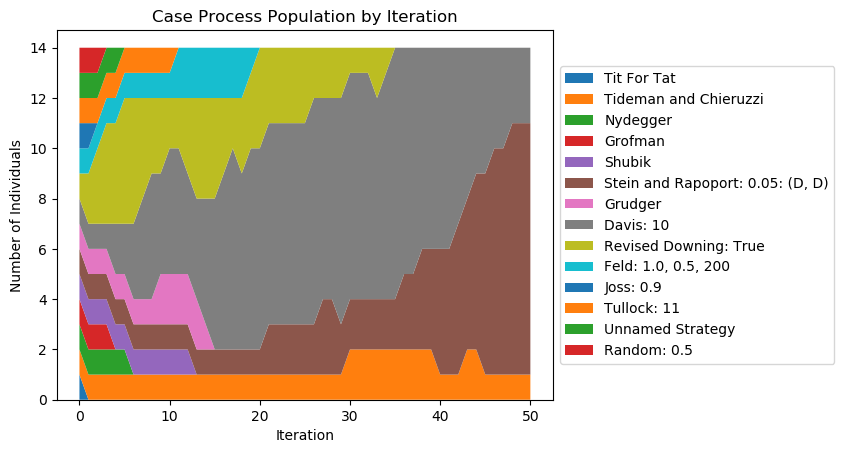 Case Process Population by Iteration
Number of Individuals
14
12
10
8
6
4
2
0
0 10 20 30 40 50
Iteration
Tit For Tat
Tideman and Chieruzzi
Nydegger
Grofman
Shubik
Stein and Rapoport: 0.05: (D, D)
Grudger
Davis: 10
Revised Downing: True
Feld: 1.0, 0.5, 200
Joss: 0.9
Tullock: 11
Unnamed Strategy
Random: 0.5